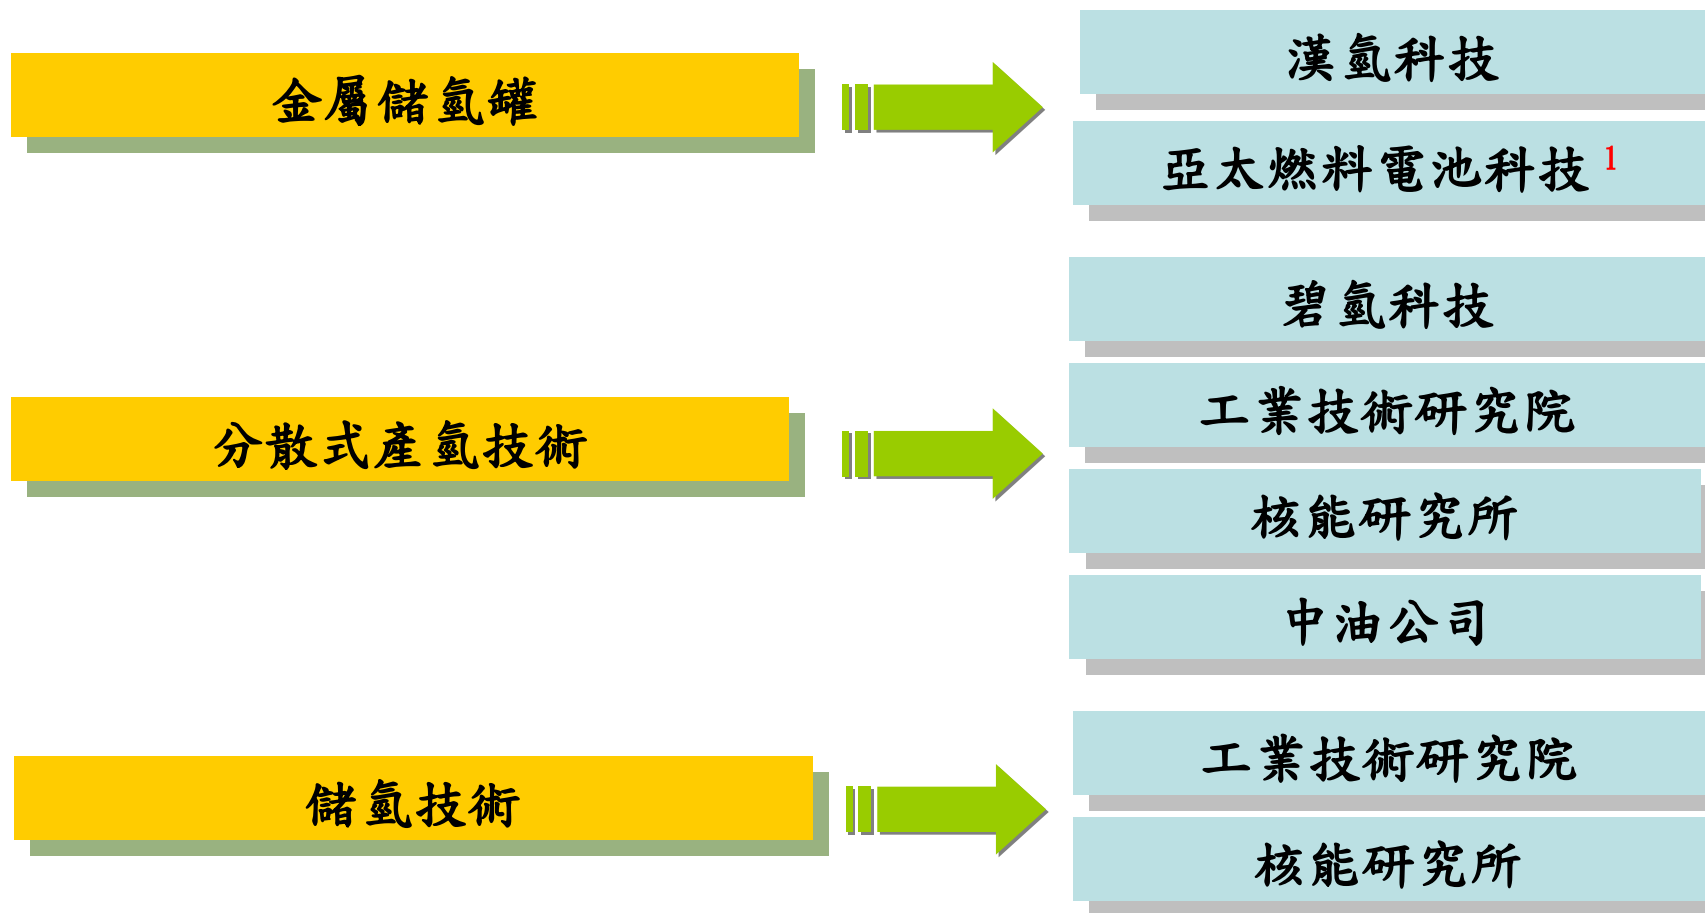 金屬儲氫罐
漢氫科技
亞太燃料電池科技 1
分散式產氫技術
碧氫科技
工業技術研究院
核能研究所
中油公司
儲氫技術
工業技術研究院
核能研究所